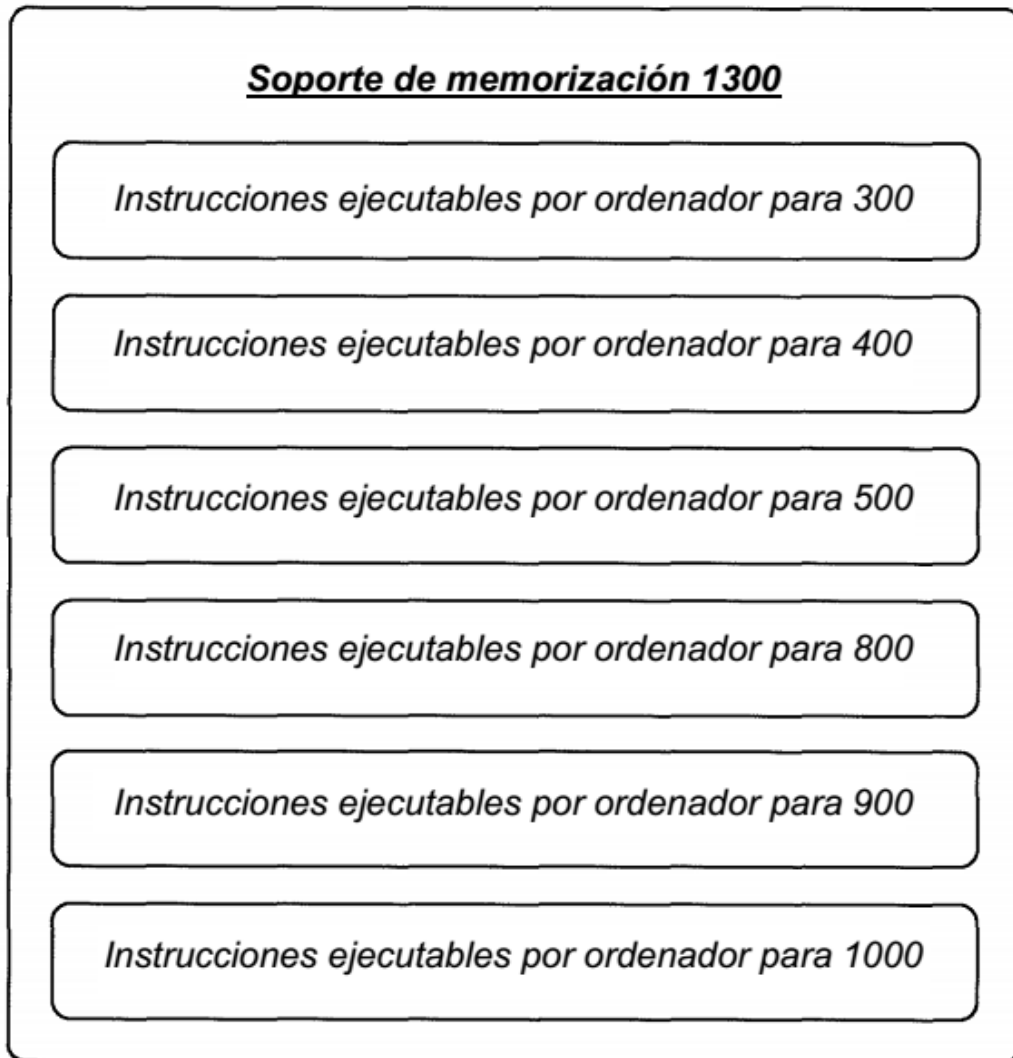 Soporte de memorización 1300
Instrucciones ejecutables por ordenador para 300
Instrucciones ejecutables por ordenador para 400
Instrucciones ejecutables por ordenador para 500
Instrucciones ejecutables por ordenador para 800
Instrucciones ejecutables por ordenador para 900
Instrucciones ejecutables por ordenador para 1000